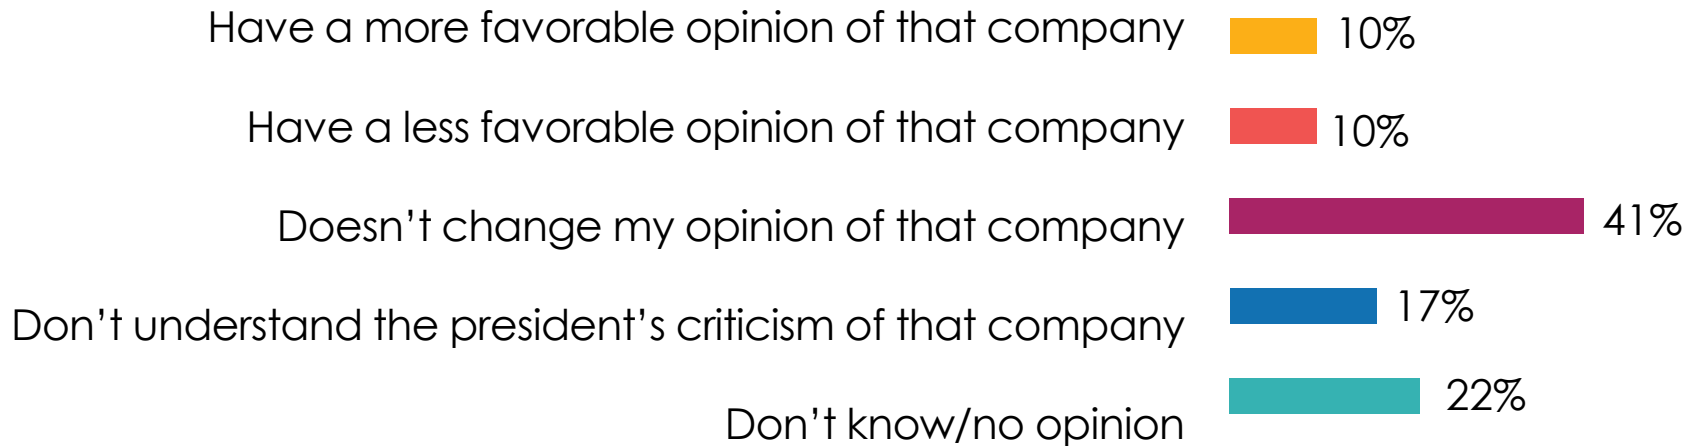 Have a more favorable opinion of that company 10%
Have a less favorable opinion of that company 10%
Doesn’t change my opinion of that company 41%
Don’t understand the president’s criticism of that company 17%
Don’t know/no opinion 22%